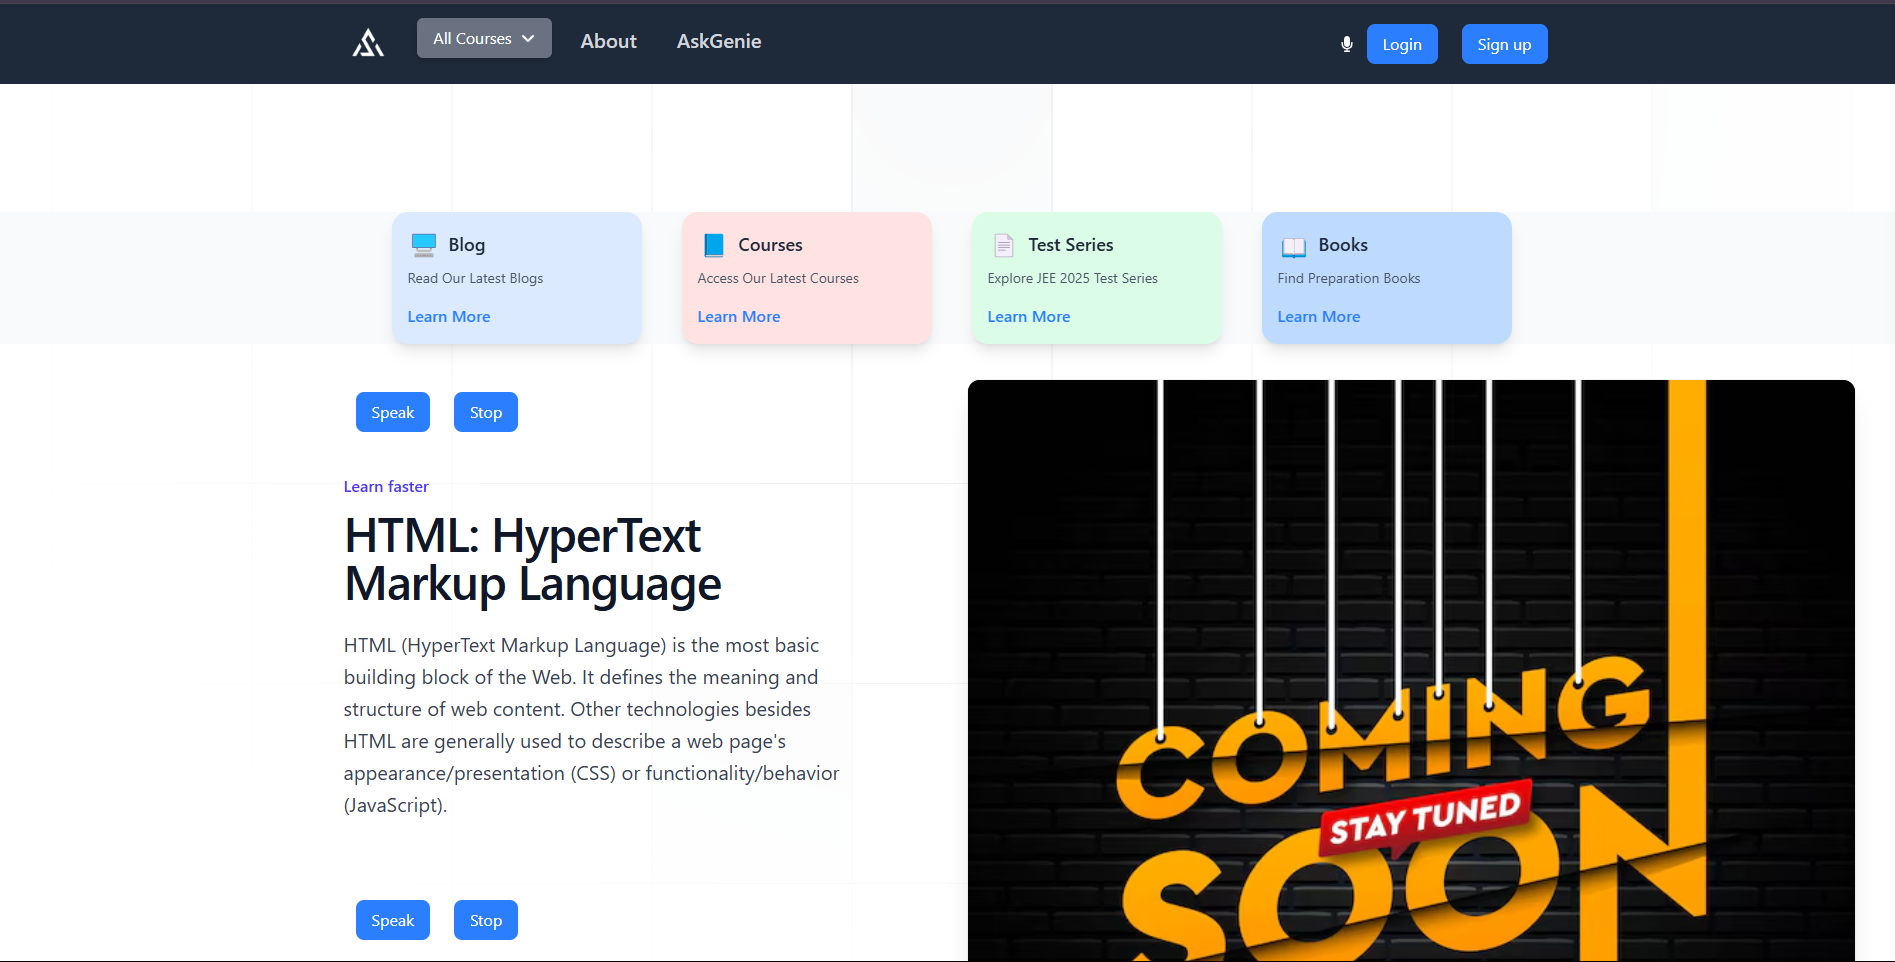 All Courses
About
AskGenie
Login
Sign up
Blog
Read Our Latest Blogs
Learn More
Courses
Access Our Latest Courses
Learn More
Test Series
Explore JEE 2025 Test Series
Learn More
Books
Find Preparation Books
Learn More
Speak
Stop
Learn faster
HTML: HyperText
Markup Language
HTML (HyperText Markup Language) is the most basic
building block of the Web. It defines the meaning and
structure of web content. Other technologies besides
HTML are generally used to describe a web page's
appearance/presentation (CSS) or functionality/behavior
(JavaScript).
Speak
Stop
COMING
STAY TUNED
SOON